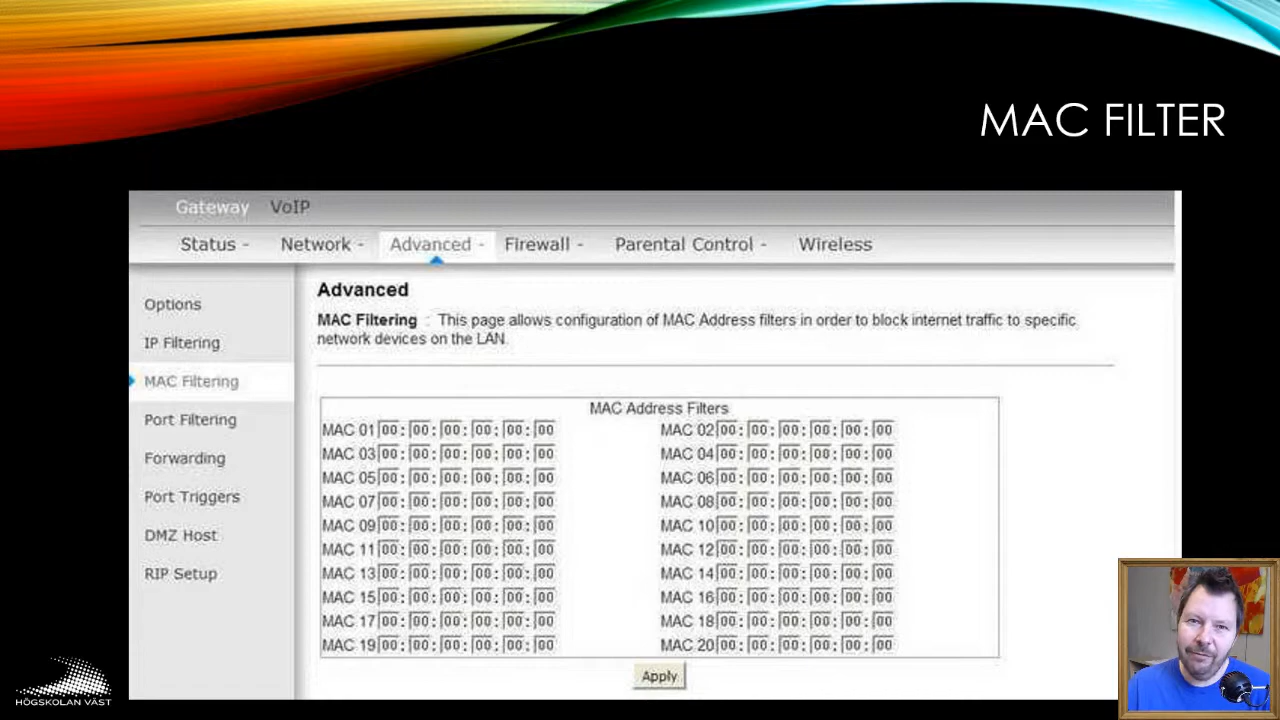 MAC FILTER
Gateway VoIP
Status - Network - Advanced - Firewall - Parental Control - Wireless
Options
IP Filtering
MAC Filtering
Port Filtering
Forwarding
Port Triggers
DMZ Host
RIP Setup
Advanced
MAC Filtering : This page allows configuration of MAC Address filters in order to block internet traffic to specific
network devices on the LAN.
MAC Address Filters
MAC 01 00:00:00:00:00:00 MAC 02 00:00:00:00:00:00
MAC 03 00:00:00:00:00:00 MAC 04 00:00:00:00:00:00
MAC 05 00:00:00:00:00:00 MAC 06 00:00:00:00:00:00
MAC 07 00:00:00:00:00:00 MAC 08 00:00:00:00:00:00
MAC 09 00:00:00:00:00:00 MAC 10 00:00:00:00:00:00
MAC 11 00:00:00:00:00:00 MAC 12 00:00:00:00:00:00
MAC 13 00:00:00:00:00:00 MAC 14 00:00:00:00:00:00
MAC 15 00:00:00:00:00:00 MAC 16 00:00:00:00:00:00
MAC 17 00:00:00:00:00:00 MAC 18 00:00:00:00:00:00
MAC 19 00:00:00:00:00:00 MAC 20 00:00:00:00:00:00
Apply
HÖGSKOLAN VÄST